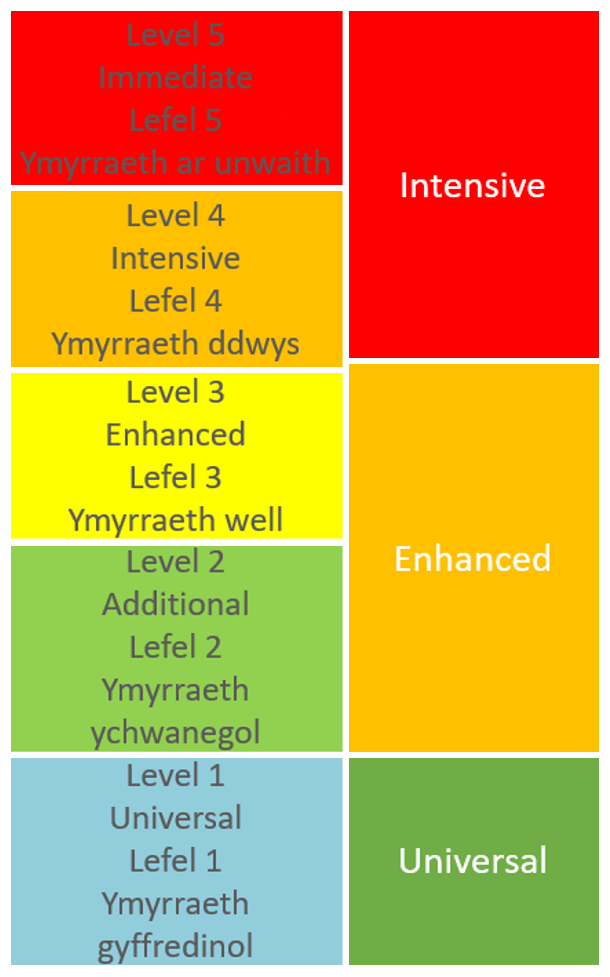 Level 5
Immediate
Lefel 5
Ymyrraeth ar unwaith
Level 4
Intensive
Lefel 4
Ymyrraeth ddwys
Level 3
Enhanced
Lefel 3
Ymyrraeth well
Level 2
Additional
Lefel 2
Ymyrraeth
ychwanegol
Level 1
Universal
Lefel 1
Ymyrraeth
gyffredinol
Intensive
Enhanced
Universal